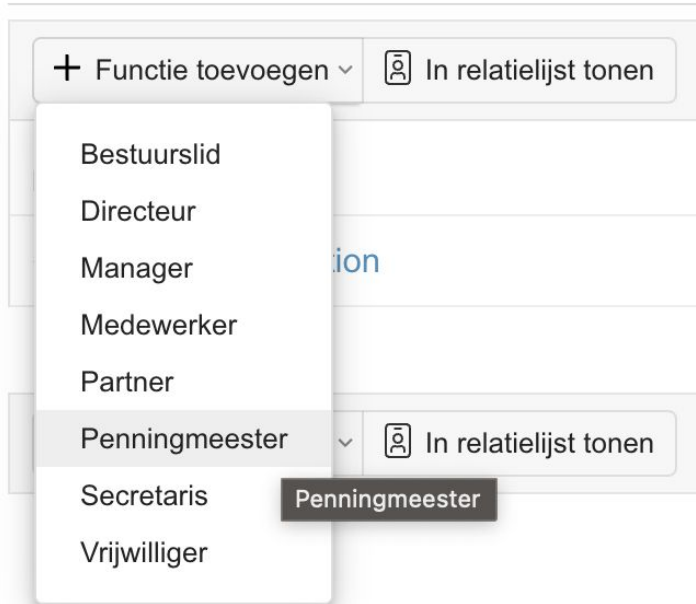 Functie toevoegen In relatielijst tonen
Bestuurslid
Directeur
tion
Manager
Medewerker
Partner
Penningmeester In relatielijst tonen
Secretaris Penningmeester
Vrijwilliger